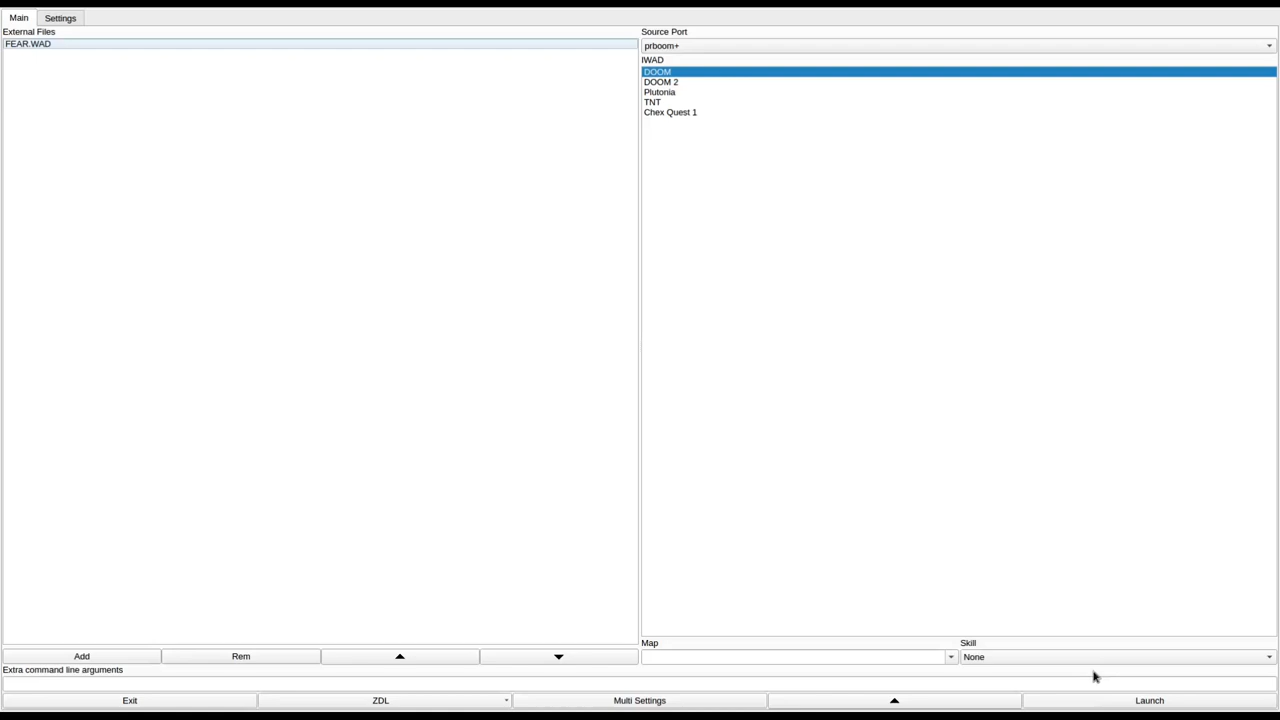 Main
Settings
External Files
FEAR.WAD
Source Port
prboom+
IWAD
DOOM
DOOM 2
Plutonia
TNT
Chex Quest 1
Map
Skill
None
Add
Rem
Extra command line arguments
Exit
ZDL
Multi Settings
Launch